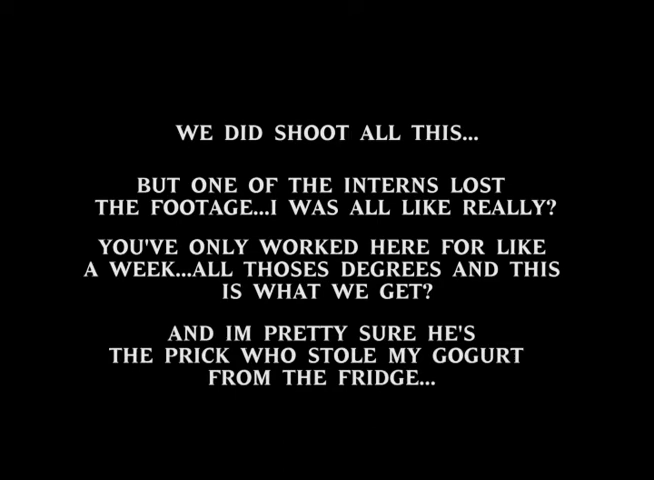 WE DID SHOOT ALL THIS...
BUT ONE OF THE INTERNS LOST
THE FOOTAGE...I WAS ALL LIKE REALLY?
YOU'VE ONLY WORKED HERE FOR LIKE
A WEEK...ALL THOSES DEGREES AND THIS
IS WHAT WE GET?
AND IM PRETTY SURE HE'S
THE PRICK WHO STOLE MY GOGURT
FROM THE FRIDGE...